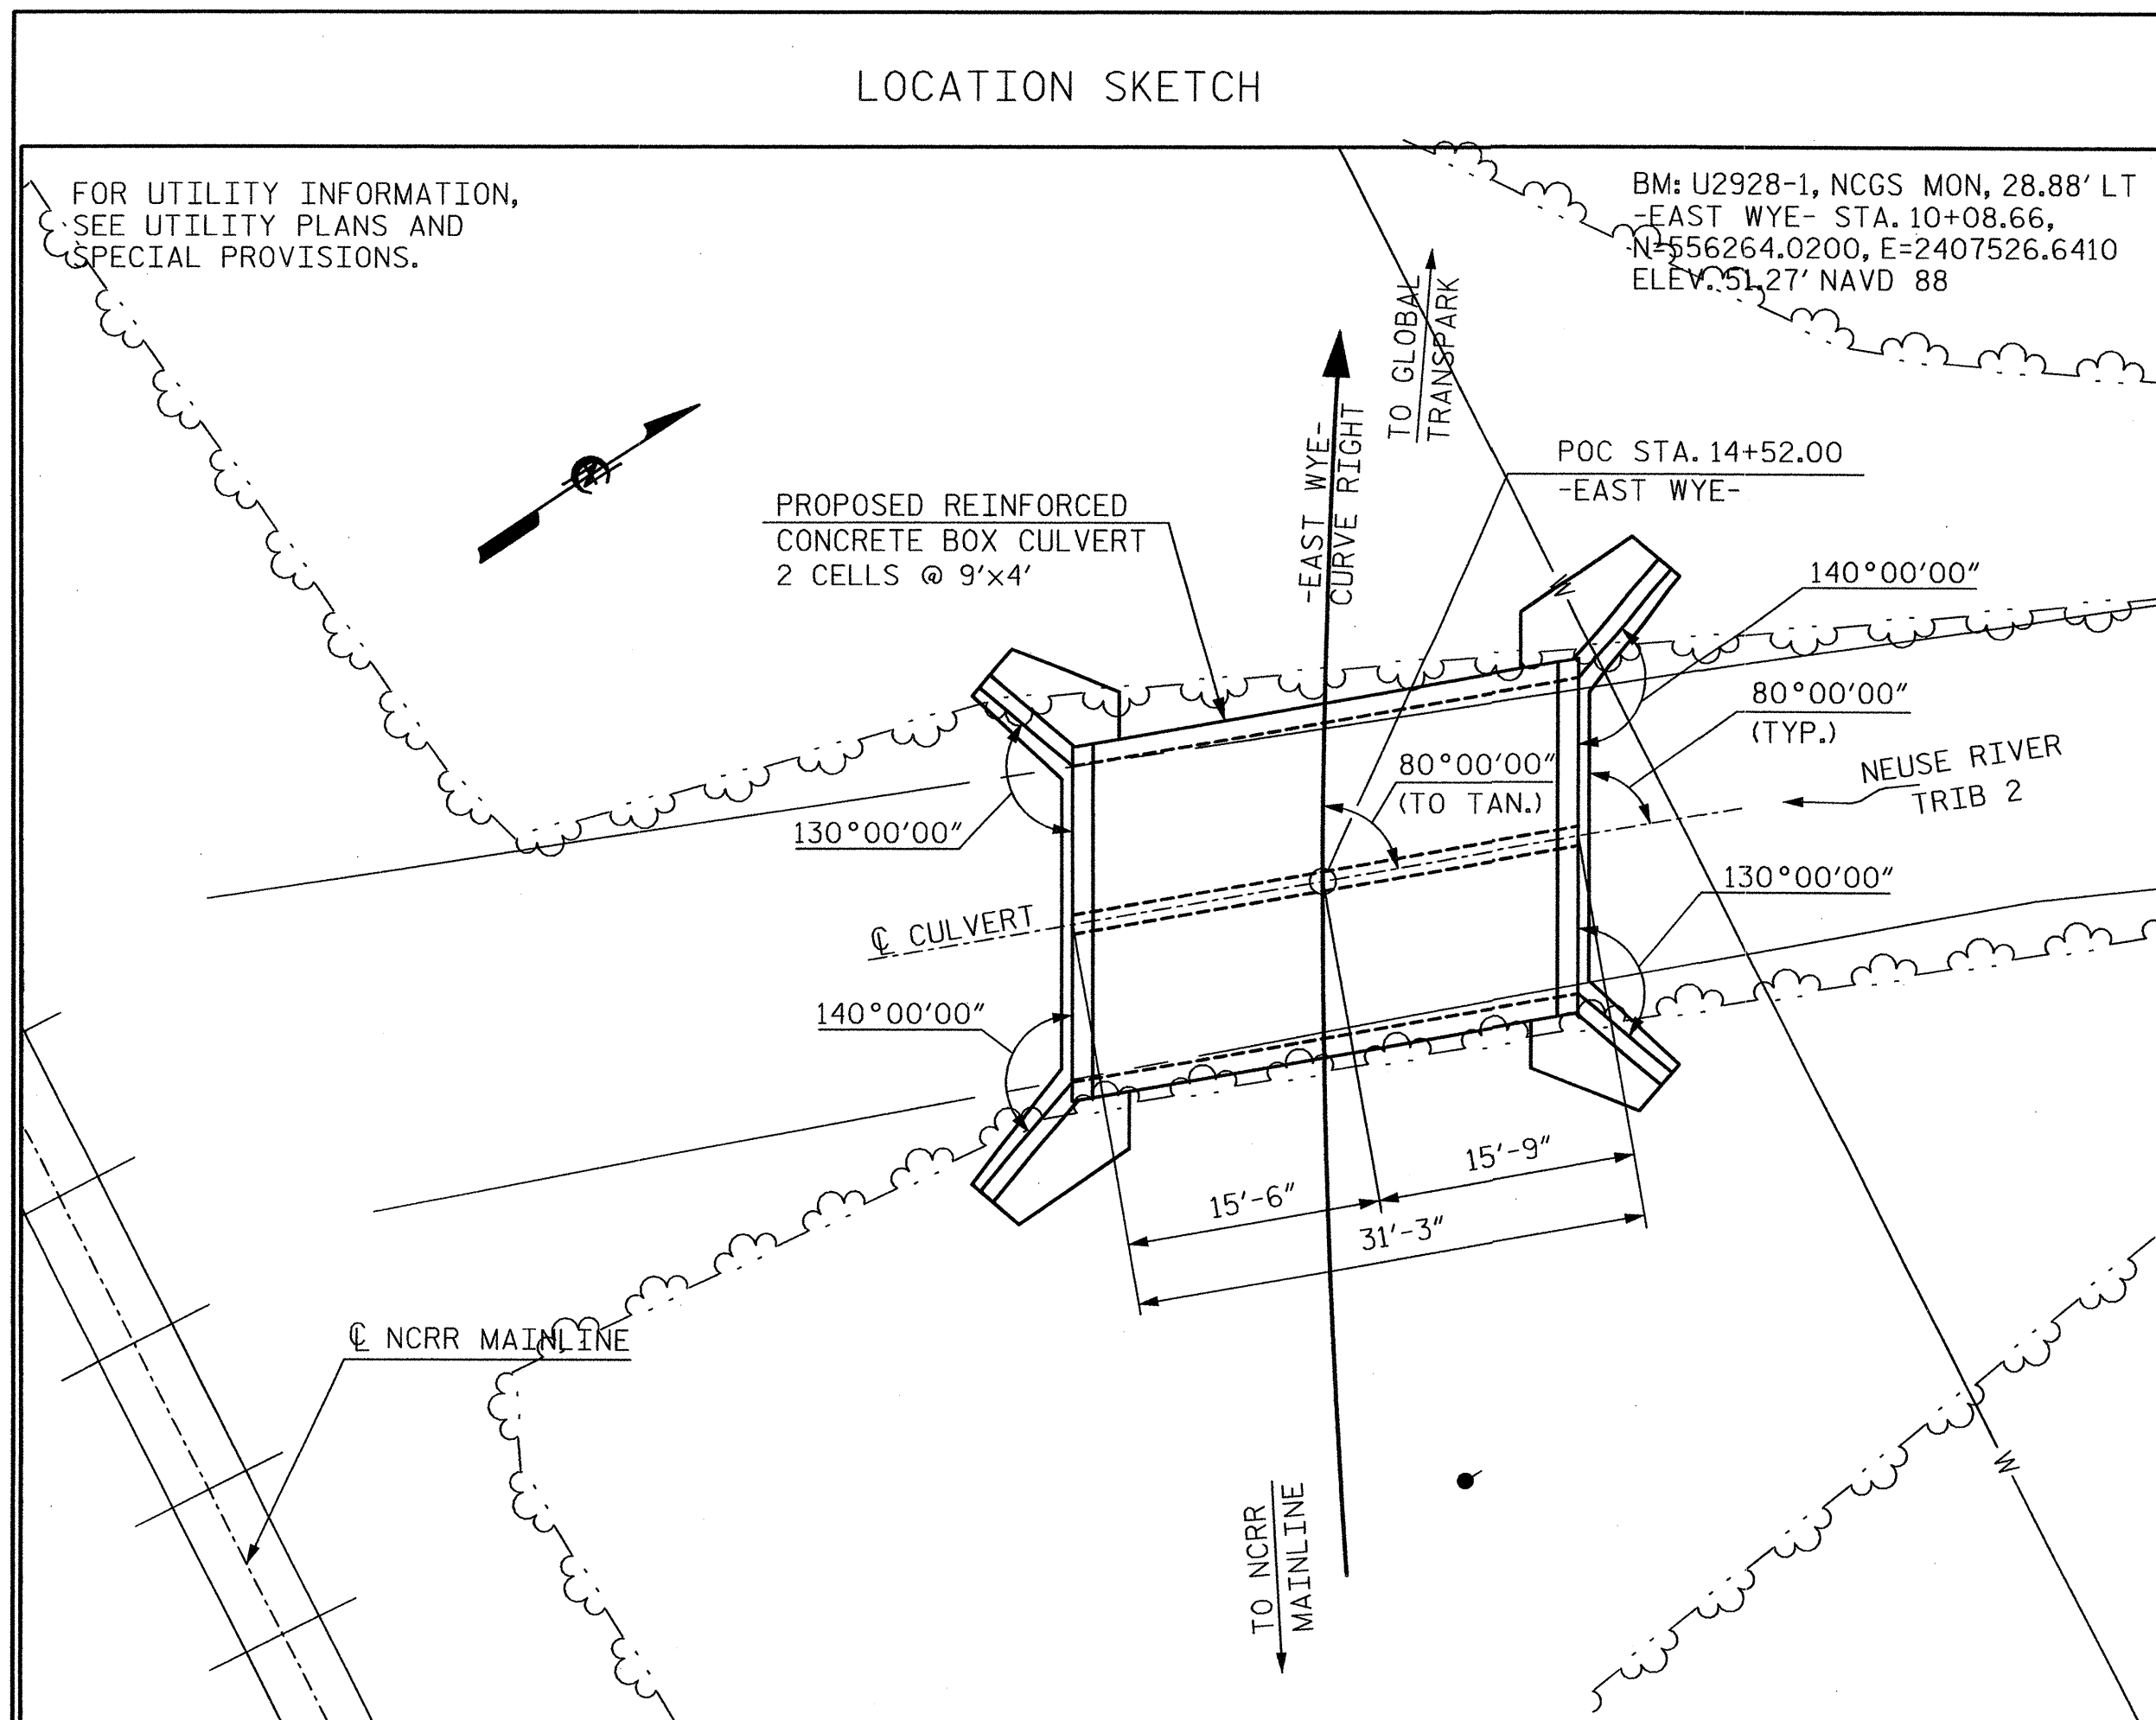 LOCATION SKETCH
FOR UTILITY INFORMATION,
SEE UTILITY PLANS AND
SPECIAL PROVISIONS.
BM: U2928-1, NCGS MON, 28.88' LT
-EAST WYE- STA. 10+08.66,
N=556264.0200, E=2407526.6410
ELEV. 51.27' NAVD 88
TO GLOBAL
TRANSPARK
-EAST WYE-
CURVE RIGHT
POC STA. 14+52.00
-EAST WYE-
PROPOSED REINFORCED
CONCRETE BOX CULVERT
2 CELLS @ 9'x4'
W
140°00'00"
80°00'00"
(TYP.)
NEUSE RIVER
TRIB 2
80°00'00"
(TO TAN.)
130°00'00"
130°00'00"
℄ CULVERT
140°00'00"
15'-9"
15'-6"
31'-3"
℄ NCRR MAINLINE
W
TO NCRR
MAINLINE